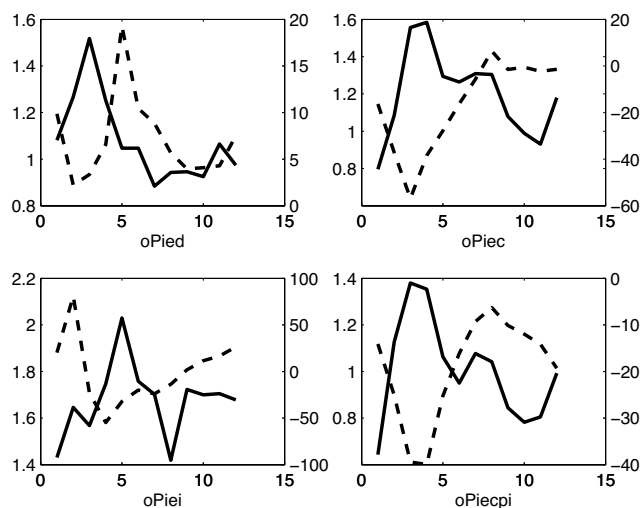 1.6 20 1.6 20
1.4 15 1.4 0
1.2 10 1.2 −20
1 5 1 −40
0.8 0 0.8 −60
0 5 10 15 0 5 10 15
oPied oPiec
2.2 100 1.4 0
2 50 1.2 −10
1.8 0 1 −20
1.6 −50 0.8 −30
1.4 −100 −40
0 5 10 15 0 5 10 15
oPiei oPiecpi